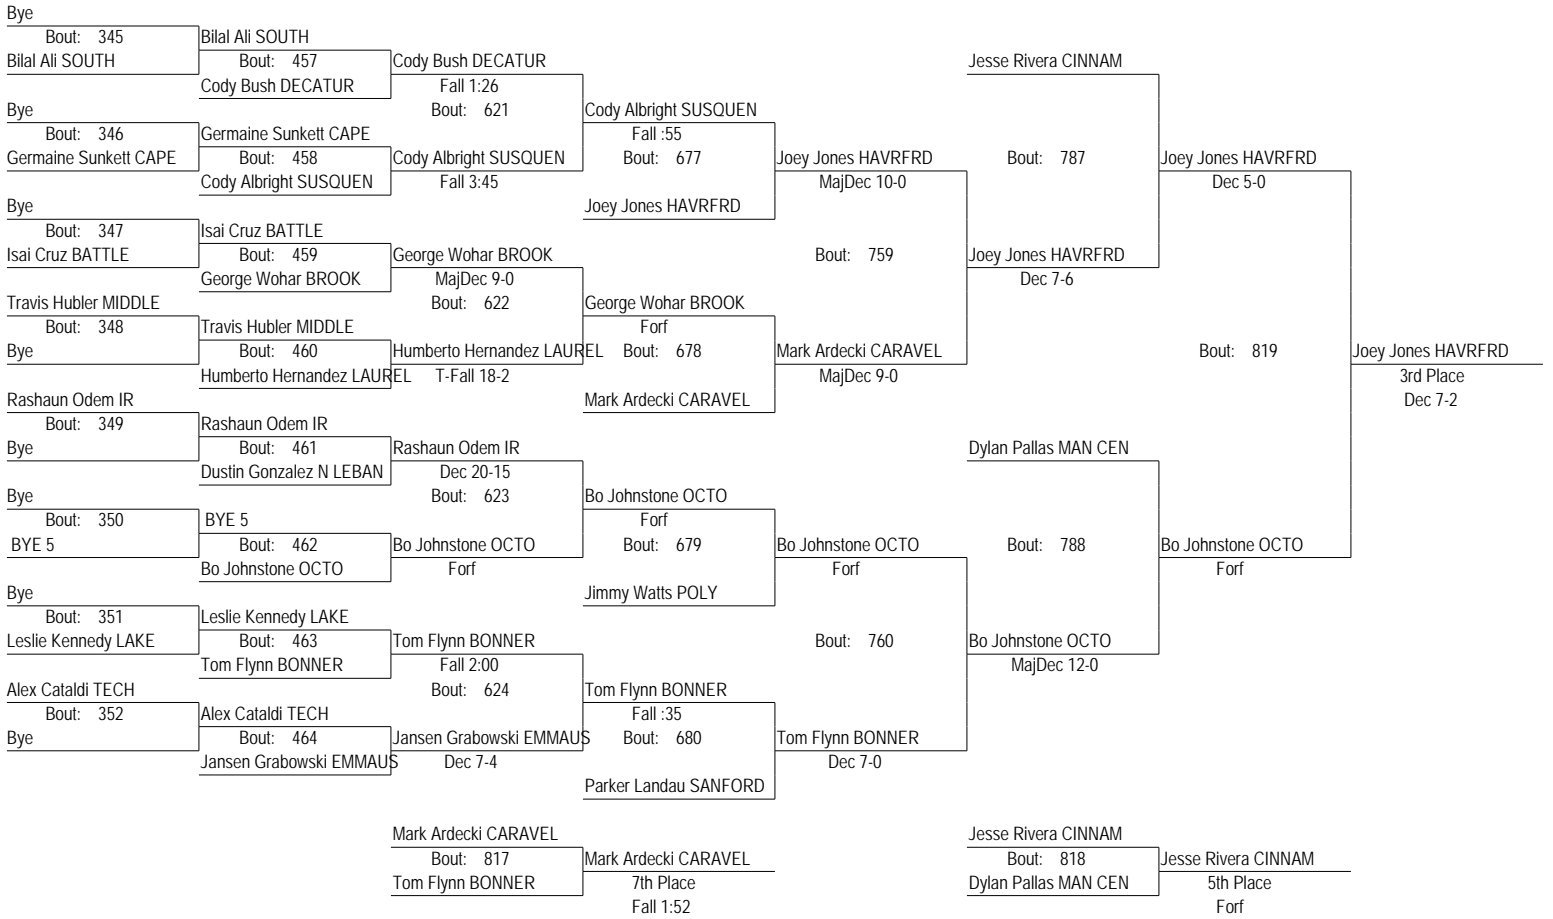 Bye
Bout: 345
Bilal Ali SOUTH
Bilal Ali SOUTH
Bout: 457
Cody Bush DECATUR
Cody Bush DECATUR
Fall 1:26
Bout: 621
Bye
Bout: 346
Germaine Sunkett CAPE
Germaine Sunkett CAPE
Bout: 458
Cody Albright SUSQUEN
Cody Albright SUSQUEN
Fall 3:45
Cody Albright SUSQUEN
Fall :55
Bout: 677
Joey Jones HAVRFRD
Joey Jones HAVRFRD
MajDec 10-0
Bye
Bout: 347
Isai Cruz BATTLE
Isai Cruz BATTLE
Bout: 459
George Wohar BROOK
George Wohar BROOK
MajDec 9-0
Bout: 622
Travis Hubler MIDDLE
Bout: 348
Bye
Travis Hubler MIDDLE
Bout: 460
Humberto Hernandez LAUREL
Humberto Hernandez LAUREL
T-Fall 18-2
George Wohar BROOK
Forf
Bout: 678
Mark Ardecki CARAVEL
Mark Ardecki CARAVEL
MajDec 9-0
Bout: 759
Jesse Rivera CINNAM
Bout: 787
Joey Jones HAVRFRD
Dec 7-6
Joey Jones HAVRFRD
Dec 5-0
Rashaun Odem IR
Bout: 349
Bye
Rashaun Odem IR
Bout: 461
Dustin Gonzalez N LEBAN
Rashaun Odem IR
Dec 20-15
Bout: 623
Bye
Bout: 350
BYE 5
BYE 5
Bout: 462
Bo Johnstone OCTO
Bo Johnstone OCTO
Forf
Bo Johnstone OCTO
Forf
Bout: 679
Jimmy Watts POLY
Bo Johnstone OCTO
Forf
Bye
Bout: 351
Leslie Kennedy LAKE
Leslie Kennedy LAKE
Bout: 463
Tom Flynn BONNER
Tom Flynn BONNER
Fall 2:00
Bout: 624
Alex Cataldi TECH
Bout: 352
Bye
Alex Cataldi TECH
Bout: 464
Jansen Grabowski EMMAUS
Jansen Grabowski EMMAUS
Dec 7-4
Tom Flynn BONNER
Fall :35
Bout: 680
Parker Landau SANFORD
Tom Flynn BONNER
Dec 7-0
Bout: 760
Dylan Pallas MAN CEN
Bout: 788
Bo Johnstone OCTO
MajDec 12-0
Bo Johnstone OCTO
Forf
Bout: 819
Joey Jones HAVRFRD
3rd Place
Dec 7-2
Mark Ardecki CARAVEL
Bout: 817
Tom Flynn BONNER
Mark Ardecki CARAVEL
7th Place
Fall 1:52
Jesse Rivera CINNAM
Bout: 818
Dylan Pallas MAN CEN
Jesse Rivera CINNAM
5th Place
Forf